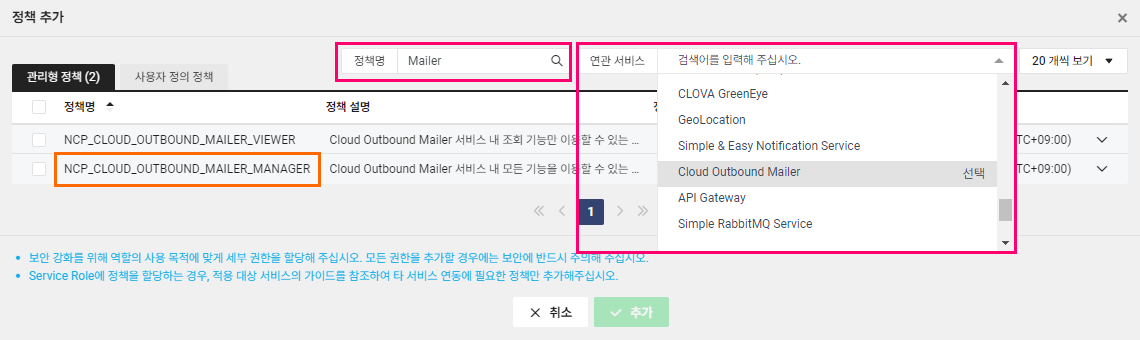 정책 추가
정책명 Mailer 연관 서비스 검색어를 입력해 주십시오. 20 개씩 보기
관리형 정책 (2) 사용자 정의 정책
CLOVA GreenEye
정책명 정책 설명
GeoLocation
NCP_CLOUD_OUTBOUND_MAILER_VIEWER Cloud Outbound Mailer 서비스 내 조회 기능만 이용할 수 있는 ... TC+09:00)
Simple & Easy Notification Service
NCP_CLOUD_OUTBOUND_MAILER_MANAGER Cloud Outbound Mailer 서비스 내 모든 기능을 이용할 수 있는 ... TC+09:00)
Cloud Outbound Mailer 선택
API Gateway
1
Simple RabbitMQ Service
보안 강화를 위해 역할의 사용 목적에 맞게 세부 권한을 할당해 주십시오. 모든 권한을 추가할 경우에는 보안에 반드시 주의해 주십시오.
Service Role에 정책을 할당하는 경우, 적용 대상 서비스의 가이드를 참조하여 타 서비스 연동에 필요한 정책만 추가해주십시오.
취소 추가